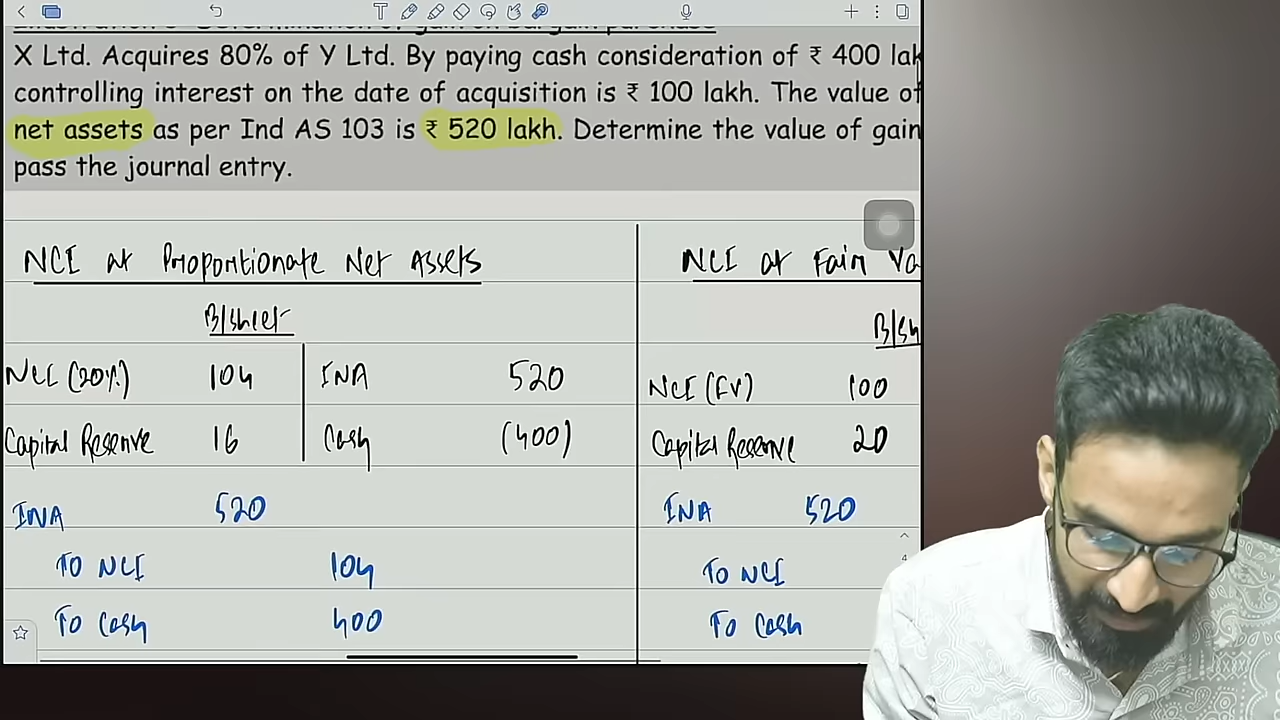 X Ltd. Acquires 80% of Y Ltd. By paying cash consideration of ₹ 400 lak
controlling interest on the date of acquisition is ₹ 100 lakh. The value of
net assets as per Ind AS 103 is ₹ 520 lakh. Determine the value of gain
pass the journal entry.
NCI at Proportionate Net Assets
B/sheet
NCI (20%) 104 INA 520
Capital Reserve 16 Cash (400)
INA 520
To NCI 104
To Cash 400
NCI at Fair Va
B/sh
NCI (FV) 100
Capital Reserve 20
INA 520
To NCI
To Cash
4